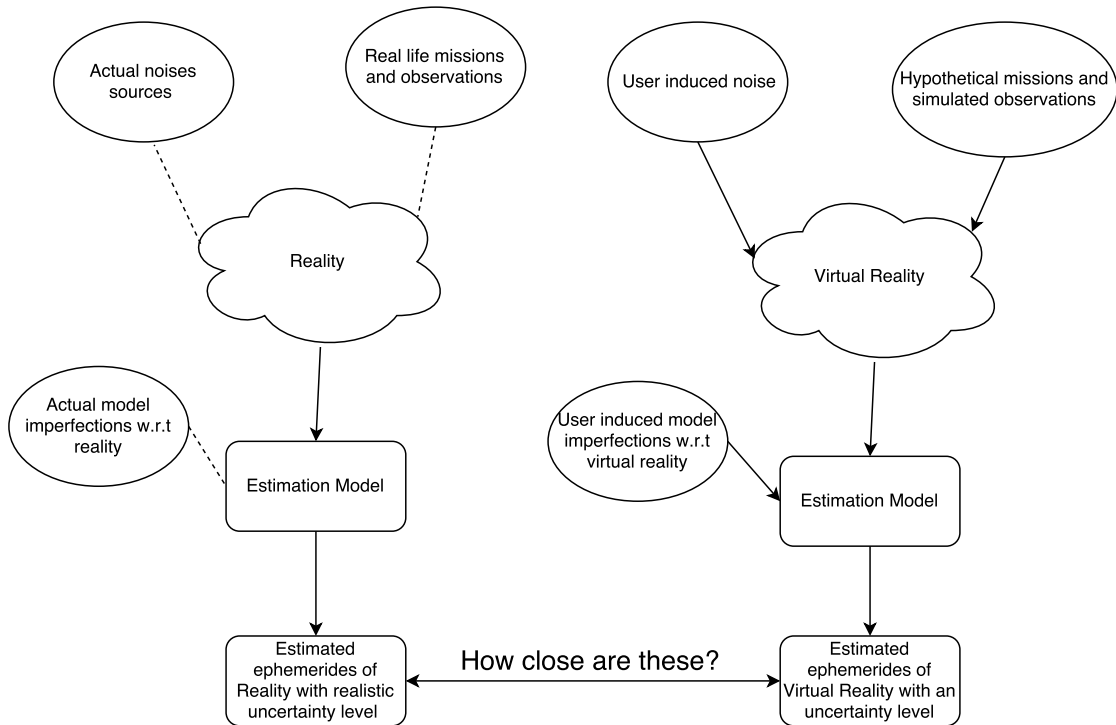 Actual noises
sources
Real life missions
and observations
User induced noise
Hypothetical missions and
simulated observations
Reality
Virtual Reality
Actual model
imperfections w.r.t
reality
Estimation Model
User induced model
imperfections w.r.t
virtual reality
Estimation Model
Estimated
ephemerides of
Reality with realistic
uncertainty level
How close are these?
Estimated
ephemerides of
Virtual Reality with an
uncertainty level